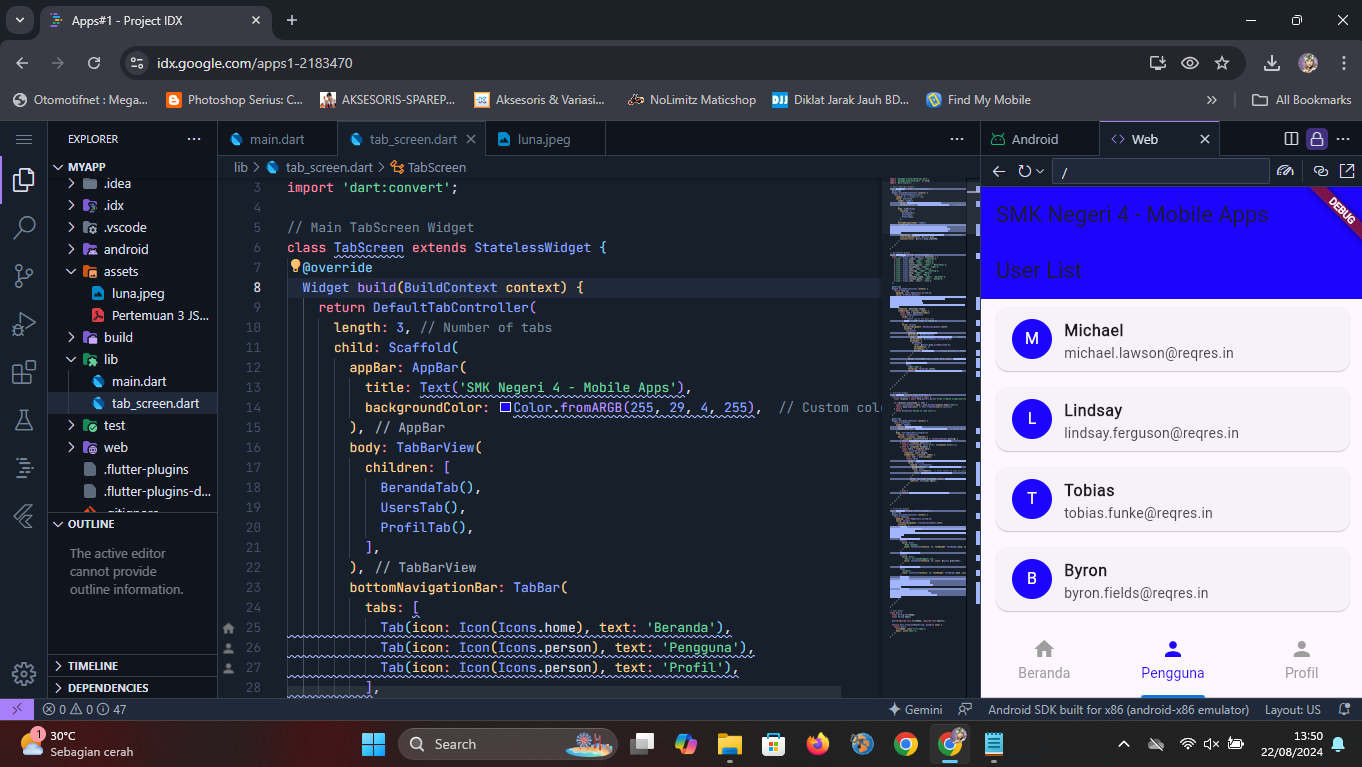 Apps#1 - Project IDX
idx.google.com/apps1-2183470
Otomotifnet : Mega...
Photoshop Serius: C...
AKSESORIS-SPAREP...
Aksesoris & Variasi...
NoLimitz Maticshop
DJJ
Diklat Jarak Jauh BD...
Find My Mobile
All Bookmarks
EXPLORER
MYAPP
.idea
.idx
.vscode
android
assets
luna.jpeg
Pertemuan 3 JS...
build
lib
main.dart
tab_screen.dart
test
web
.flutter-plugins
.flutter-plugins-d...
.gitignore
OUTLINE
The active editor
cannot provide
outline information.
TIMELINE
DEPENDENCIES
main.dart
tab_screen.dart
luna.jpeg
lib > tab_screen.dart > TabScreen
3 import 'dart:convert';
4
5 // Main TabScreen Widget
6 class TabScreen extends StatelessWidget {
7 @override
8 Widget build(BuildContext context) {
9 return DefaultTabController(
10 length: 3, // Number of tabs
11 child: Scaffold(
12 appBar: AppBar(
13 title: Text('SMK Negeri 4 - Mobile Apps'),
14 backgroundColor: Color.fromARGB(255, 29, 4, 255), // Custom colo
15 ), // AppBar
16 body: TabBarView(
17 children: [
18 BerandaTab(),
19 UsersTab(),
20 ProfilTab(),
21 ],
22 ), // TabBarView
23 bottomNavigationBar: TabBar(
24 tabs: [
25 Tab(icon: Icon(Icons.home), text: 'Beranda'),
26 Tab(icon: Icon(Icons.person), text: 'Pengguna'),
27 Tab(icon: Icon(Icons.person), text: 'Profil'),
28 ],
Android
Web
/
SMK Negeri 4 - Mobile Apps
DEBUG
User List
M
Michael
michael.lawson@reqres.in
L
Lindsay
lindsay.ferguson@reqres.in
T
Tobias
tobias.funke@reqres.in
B
Byron
byron.fields@reqres.in
Beranda
Pengguna
Profil
0 0 47
Gemini
Android SDK built for x86 (android-x86 emulator)
Layout: US
1
30°C
Sebagian cerah
Search
13:50
22/08/2024